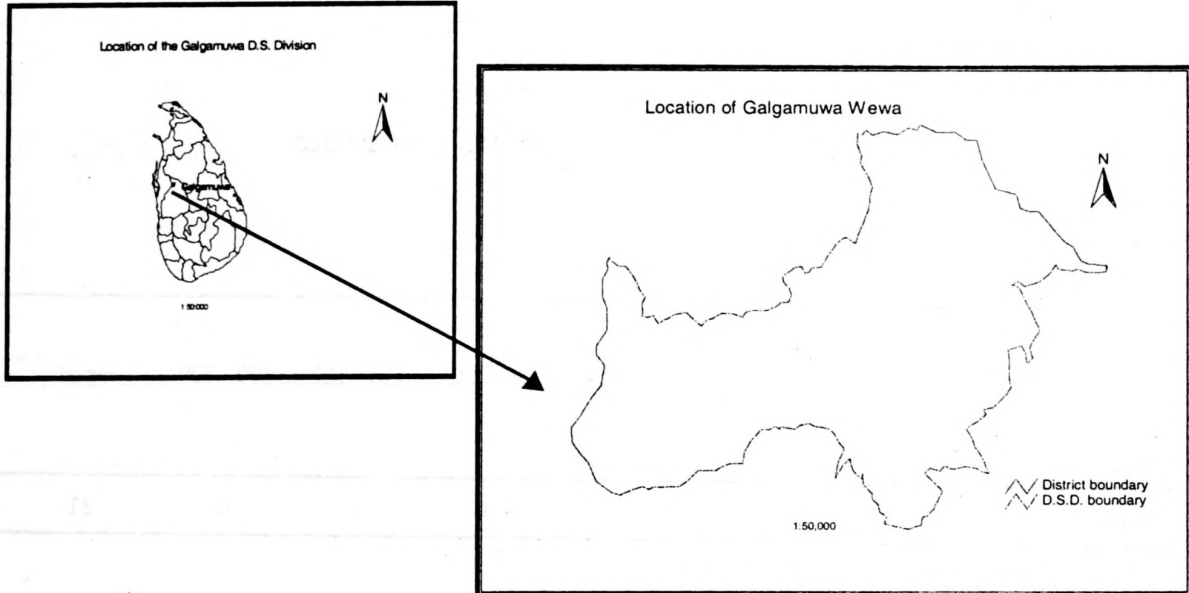 Location of the Galgamuwa D.S. Division
N
Galgamuwa
1:50'000
Location of Galgamuwa Wewa
N
District boundary
D.S.D. boundary
1:50,000